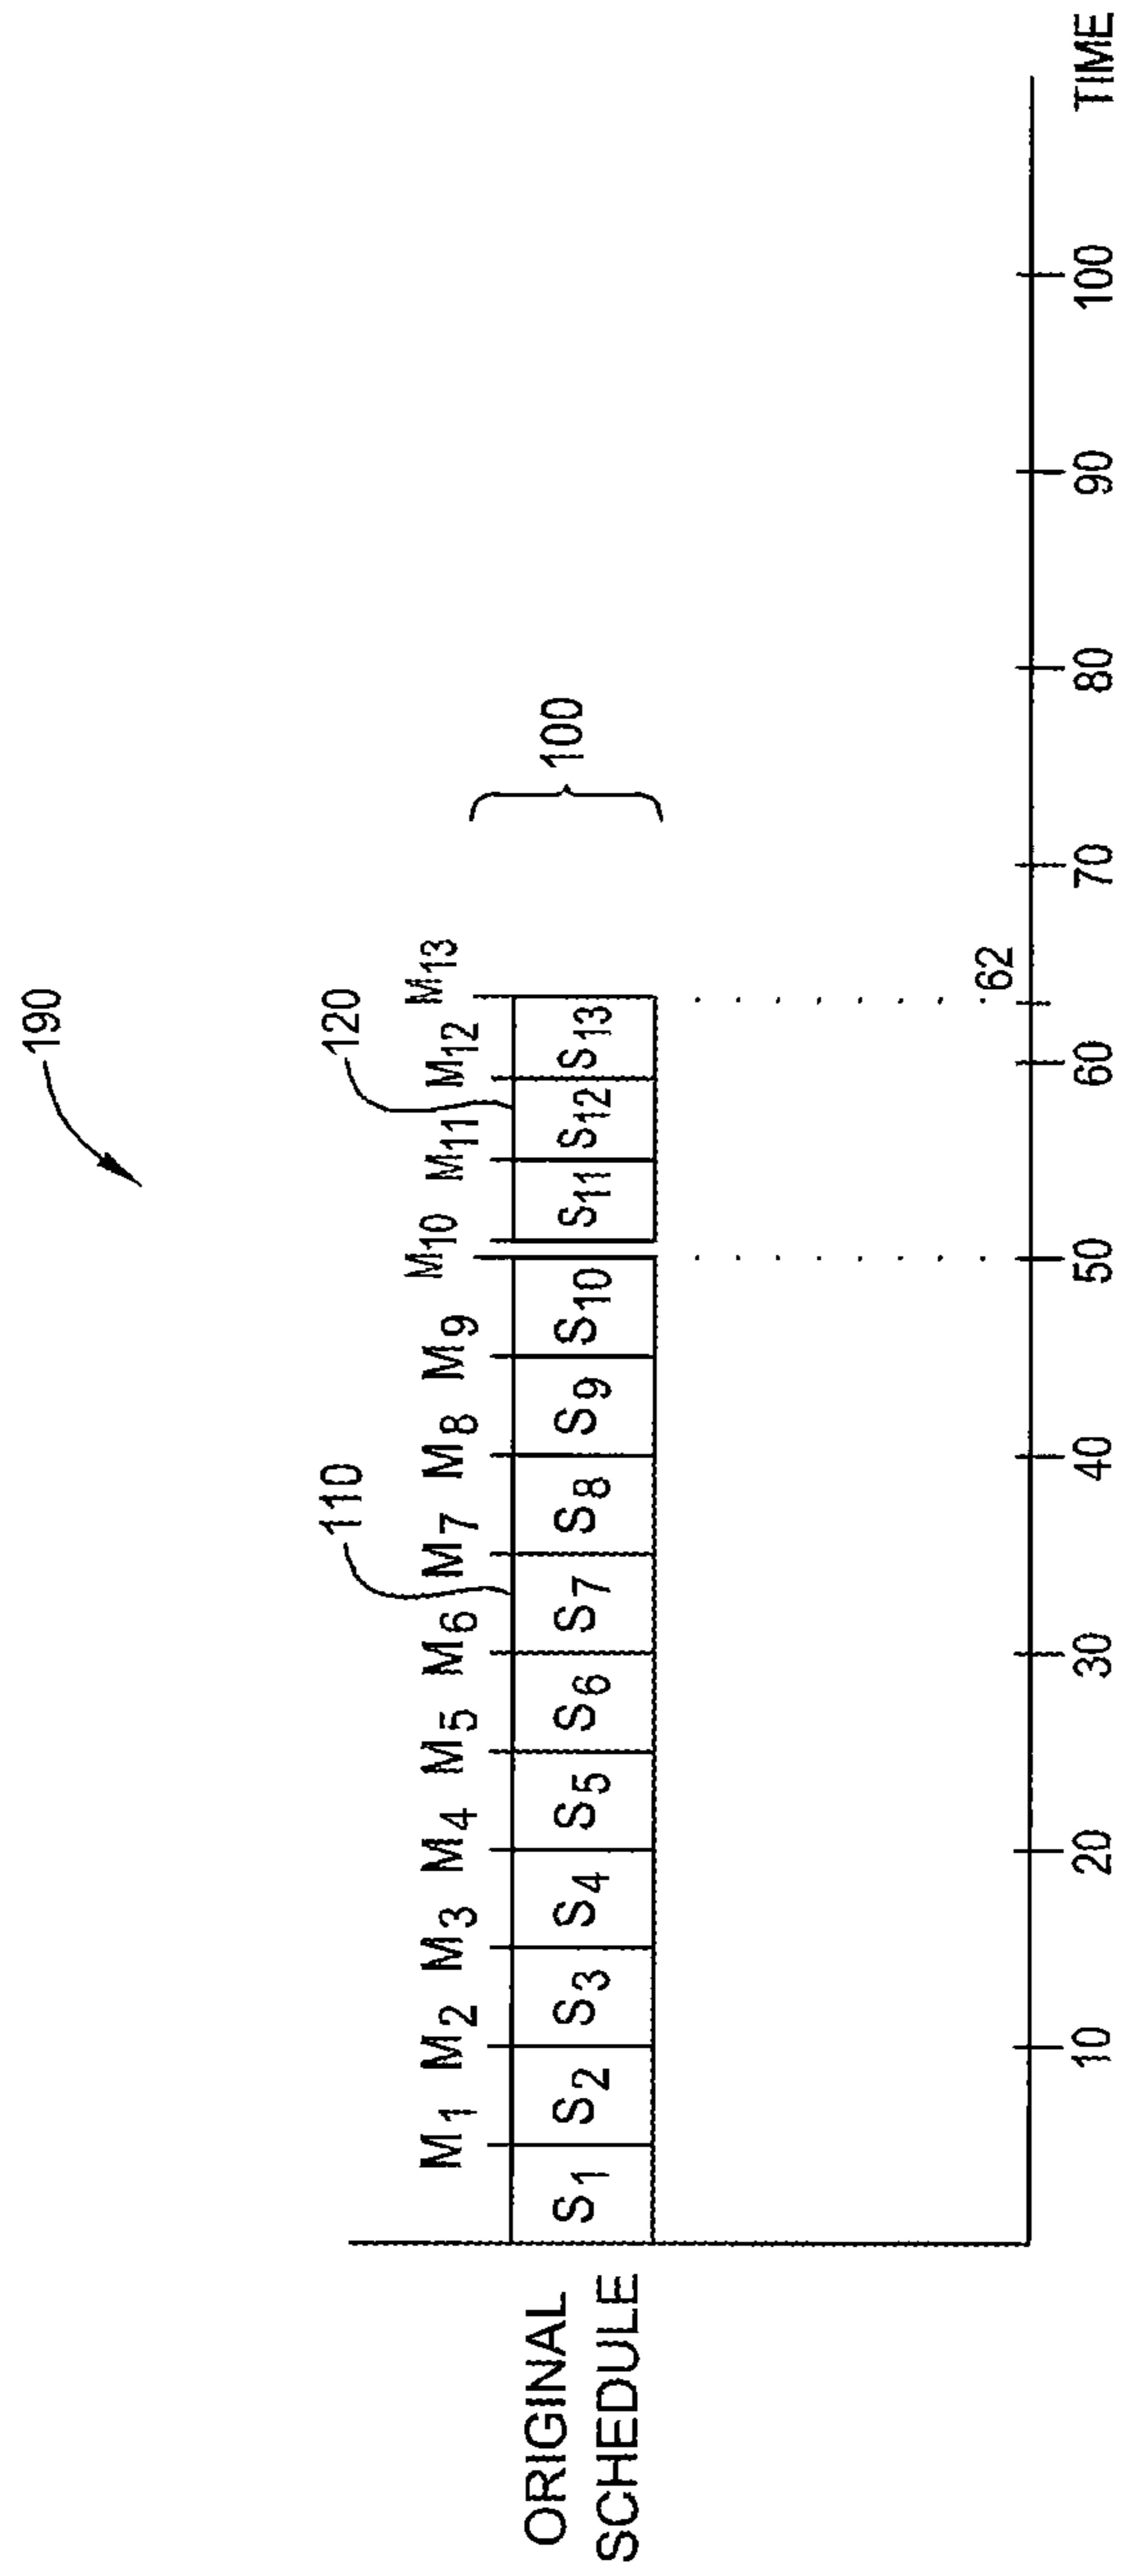 190
110
120
M1 M2 M3 M4 M5 M6 M7 M8 M9 M10 M11 M12 M13
ORIGINAL
SCHEDULE
S1 S2 S3 S4 S5 S6 S7 S8 S9 S10 S11 S12 S13
100
62
10 20 30 40 50 60 70 80 90 100 TIME